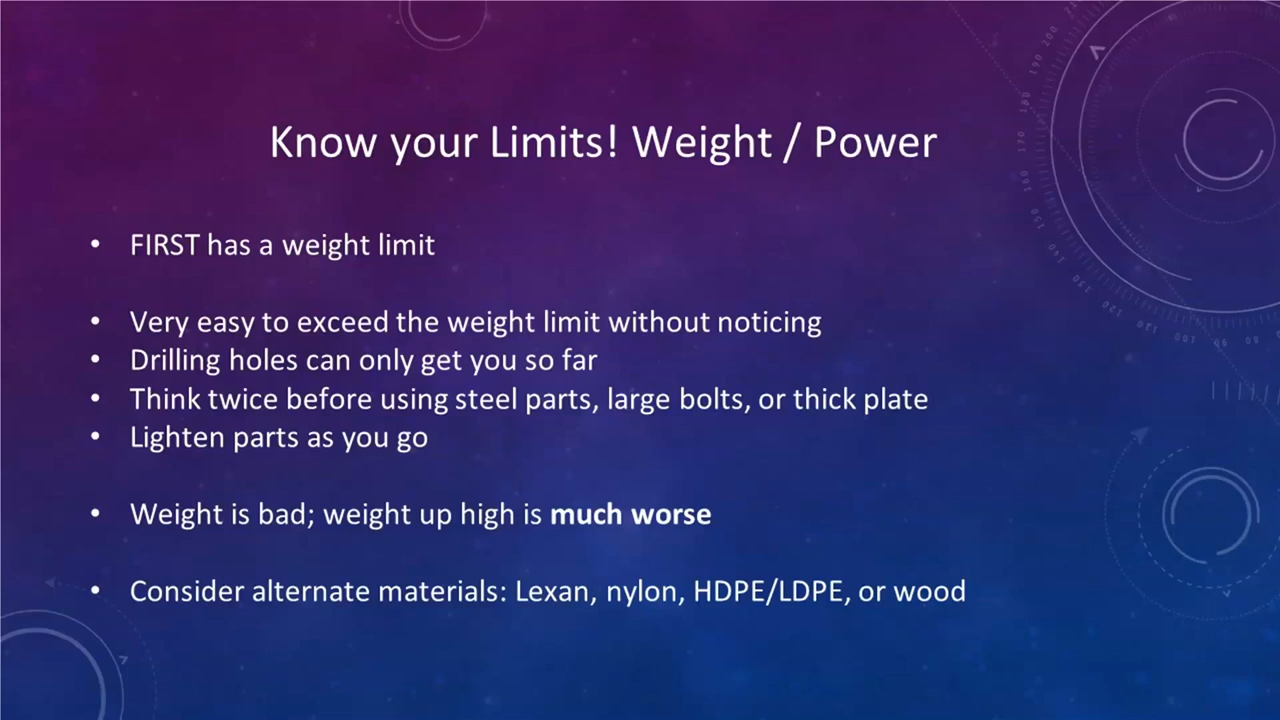 Know your Limits! Weight / Power
• FIRST has a weight limit
• Very easy to exceed the weight limit without noticing
• Drilling holes can only get you so far
• Think twice before using steel parts, large bolts, or thick plate
• Lighten parts as you go
• Weight is bad; weight up high is much worse
• Consider alternate materials: Lexan, nylon, HDPE/LDPE, or wood